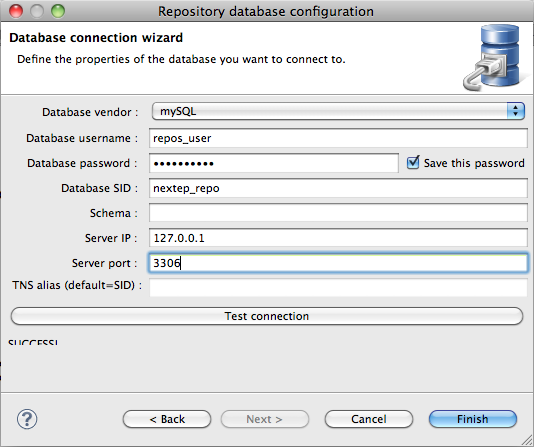 Repository database configuration
Database connection wizard
Define the properties of the database you want to connect to.
Database vendor : mySQL
Database username : repos_user
Database password : •••••••••• Save this password
Database SID : nextep_repo
Schema :
Server IP : 127.0.0.1
Server port : 3306
TNS alias (default=SID) :
Test connection
? < Back Next > Cancel Finish